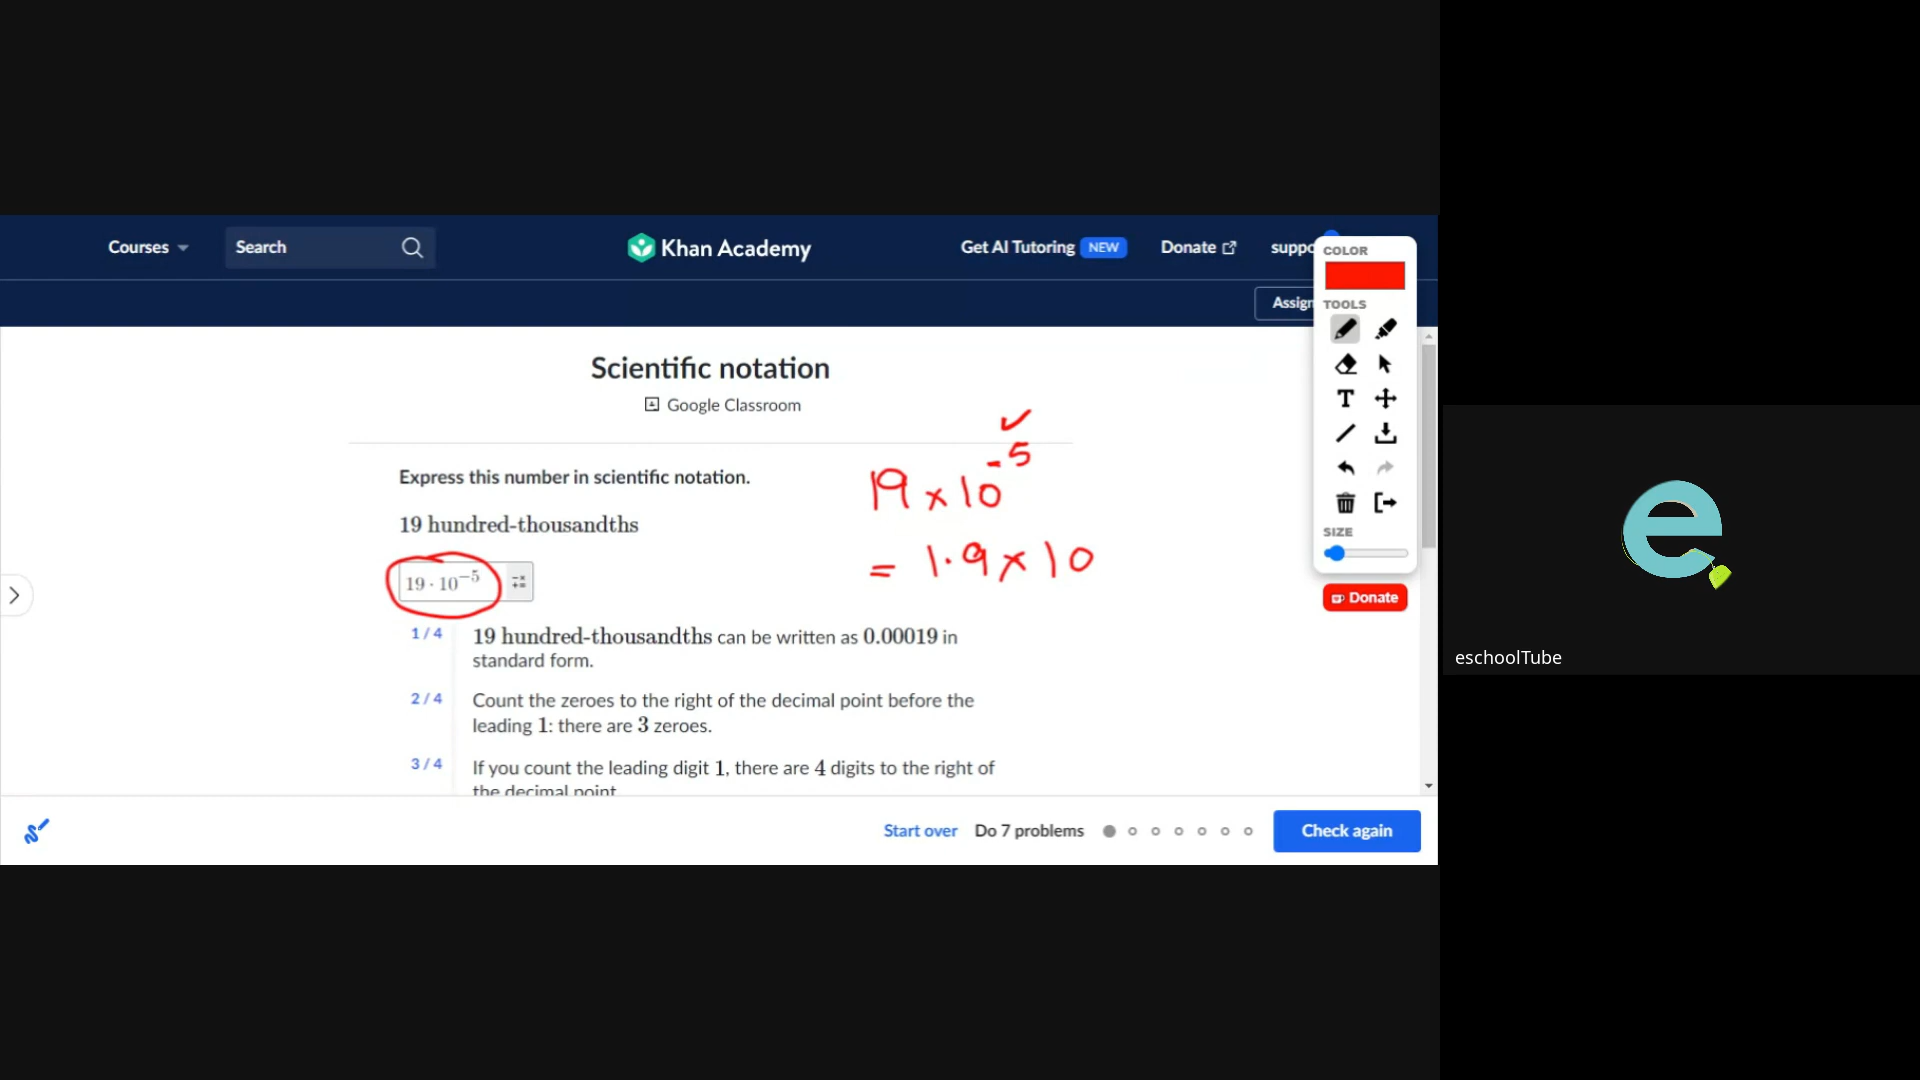 Courses
Search
Khan Academy
Get AI Tutoring NEW
Donate
suppo
Assign
COLOR
TOOLS
T
SIZE
Donate
Scientific notation
Google Classroom
Express this number in scientific notation.
19 hundred-thousandths
19 · 10⁻⁵
19 x 10⁻⁵
= 1.9 x 10
1 / 4
19 hundred-thousandths can be written as 0.00019 in
standard form.
2 / 4
Count the zeroes to the right of the decimal point before the
leading 1: there are 3 zeroes.
3 / 4
If you count the leading digit 1, there are 4 digits to the right of
the decimal point.
Start over
Do 7 problems
Check again
e
eschoolTube